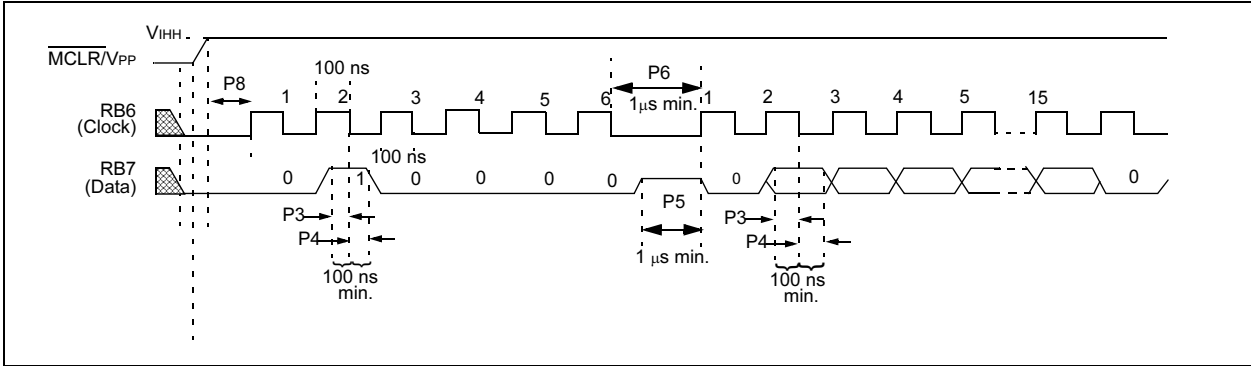 VIHH
MCLR/VPP
100 ns
P8
P6
1 2 3 4 5 6 1μs min. 1 2 3 4 5 15
RB6
(Clock)
100 ns
RB7
(Data)
0 1 0 0 0 0 0 0
P5
P3 P3
P4 P4
1 μs min.
100 ns
min.
100 ns
min.